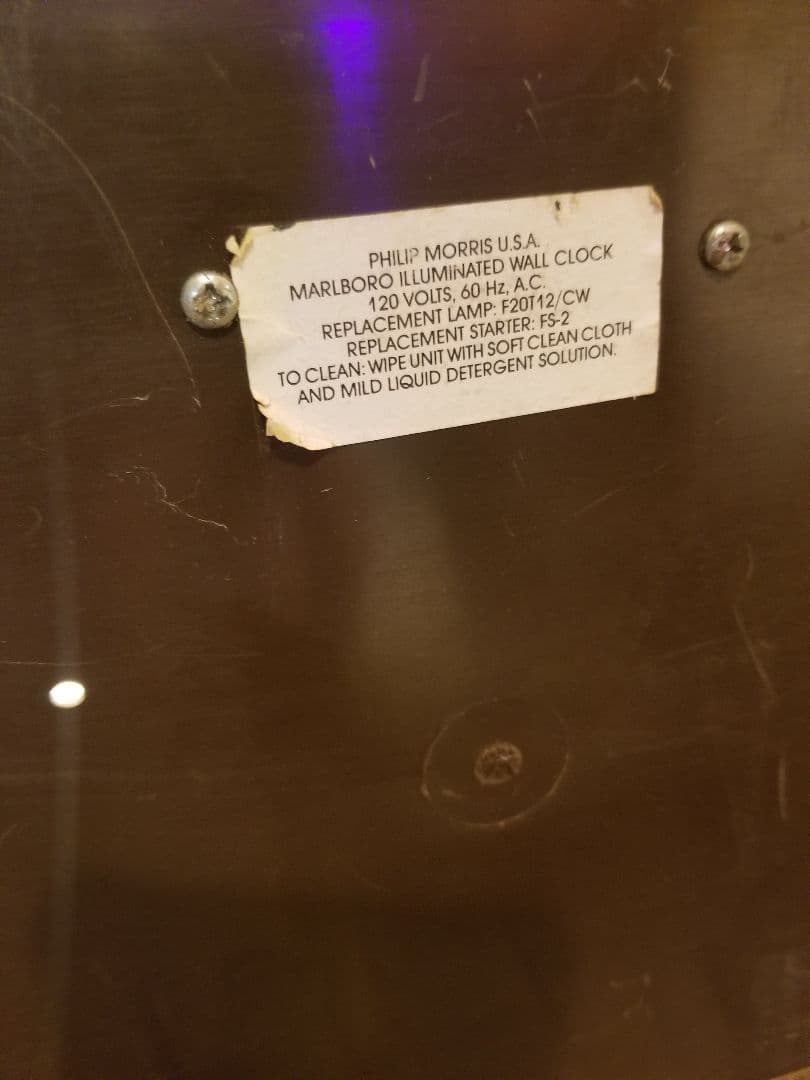 PHILIP MORRIS U.S.A.
MARLBORO ILLUMINATED WALL CLOCK
120 VOLTS, 60 Hz, A.C.
REPLACEMENT LAMP: F20T12/CW
REPLACEMENT STARTER: FS-2
TO CLEAN: WIPE UNIT WITH SOFT CLEAN CLOTH
AND MILD LIQUID DETERGENT SOLUTION.